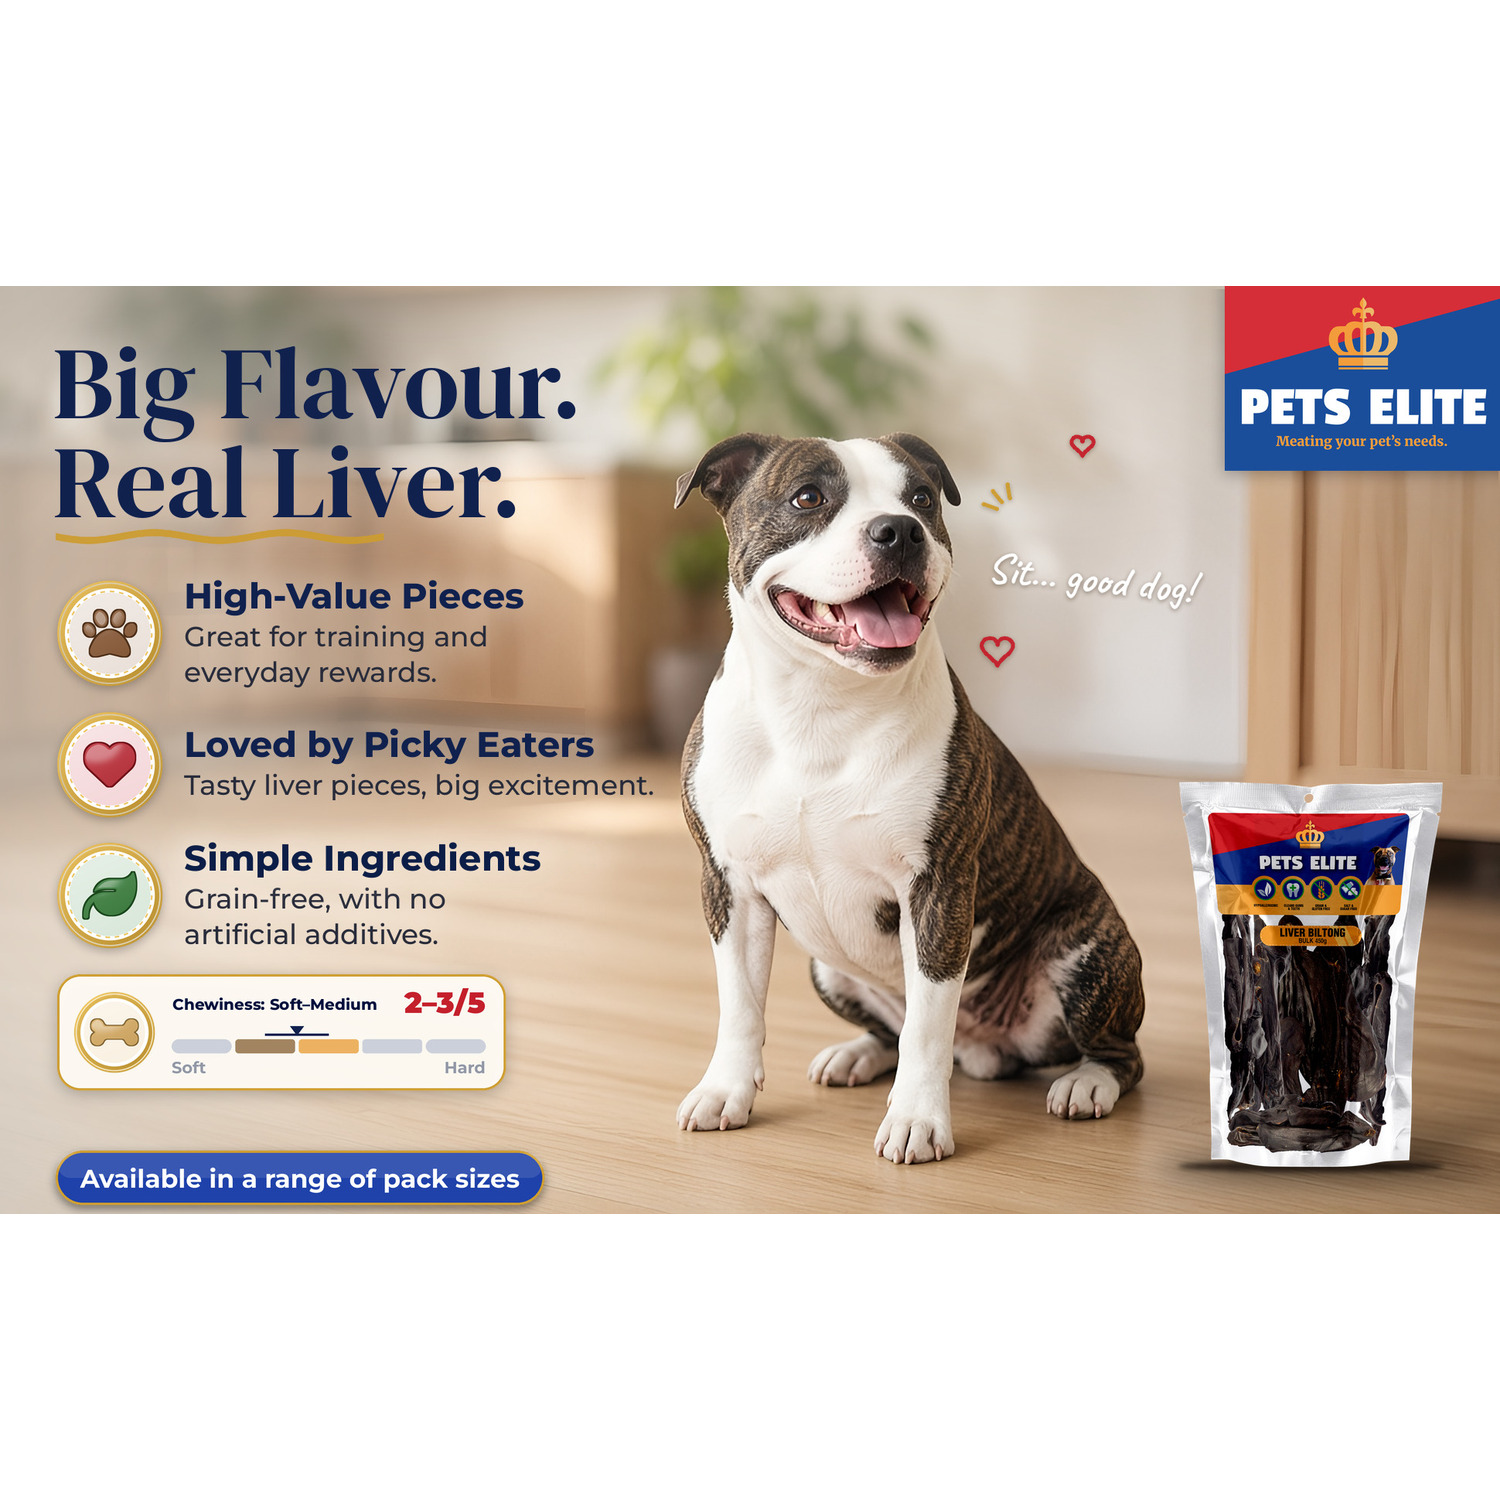 Big Flavour.
Real Liver.
High-Value Pieces
Great for training and
everyday rewards.
Loved by Picky Eaters
Tasty liver pieces, big excitement.
Simple Ingredients
Grain-free, with no
artificial additives.
Chewiness: Soft–Medium 2–3/5
Soft Hard
Available in a range of pack sizes
Sit... good dog!
PETS ELITE
Meating your pet's needs.
PETS ELITE
LIVER BILTONG
BULK 450g